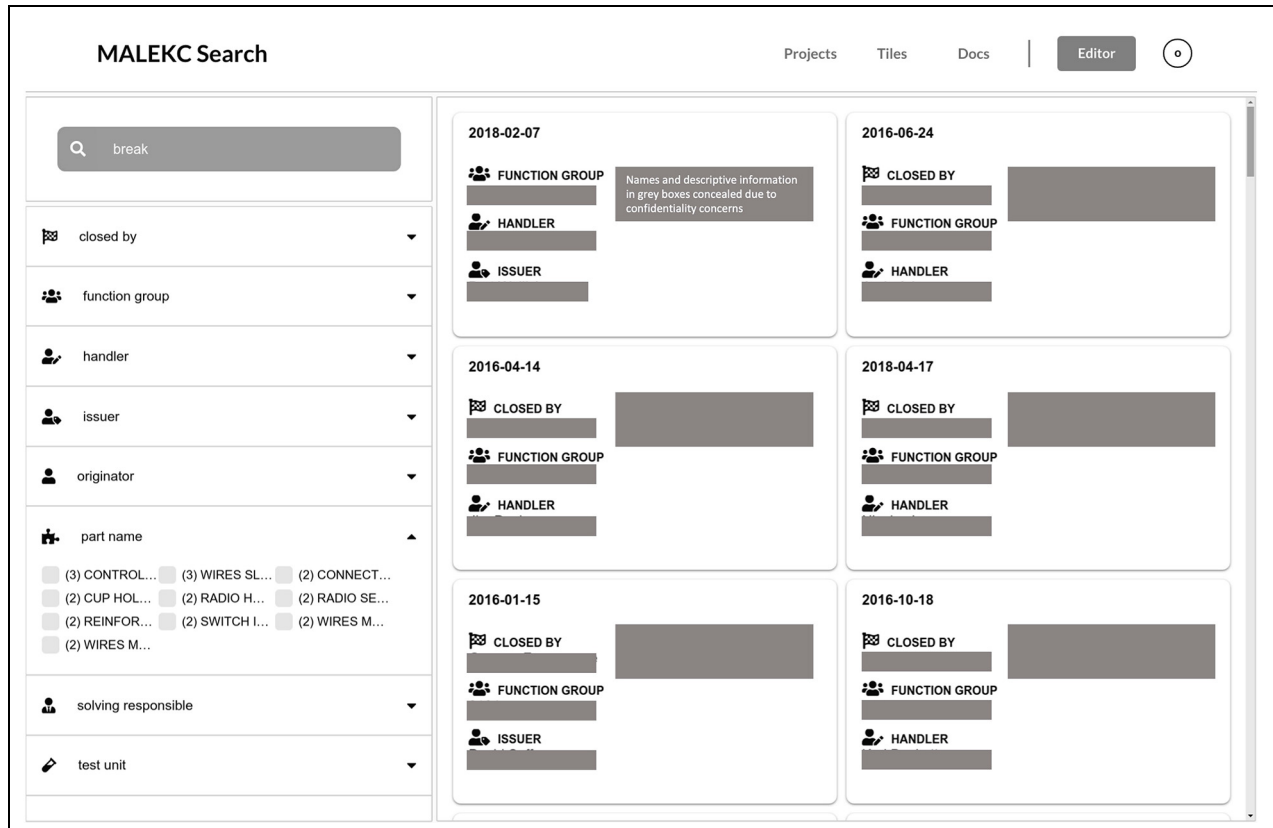 MALEKC Search
Projects Tiles Docs Editor o
break
closed by
function group
handler
issuer
originator
part name
(3) CONTROL... (3) WIRES SL... (2) CONNECT...
(2) CUP HOL... (2) RADIO H... (2) RADIO SE...
(2) REINFOR... (2) SWITCH I... (2) WIRES M...
(2) WIRES M...
solving responsible
test unit
2018-02-07
FUNCTION GROUP
HANDLER
ISSUER
Names and descriptive information
in grey boxes concealed due to
confidentiality concerns
2016-06-24
CLOSED BY
FUNCTION GROUP
HANDLER
2016-04-14
CLOSED BY
FUNCTION GROUP
HANDLER
2018-04-17
CLOSED BY
FUNCTION GROUP
HANDLER
2016-01-15
CLOSED BY
FUNCTION GROUP
ISSUER
2016-10-18
CLOSED BY
FUNCTION GROUP
HANDLER